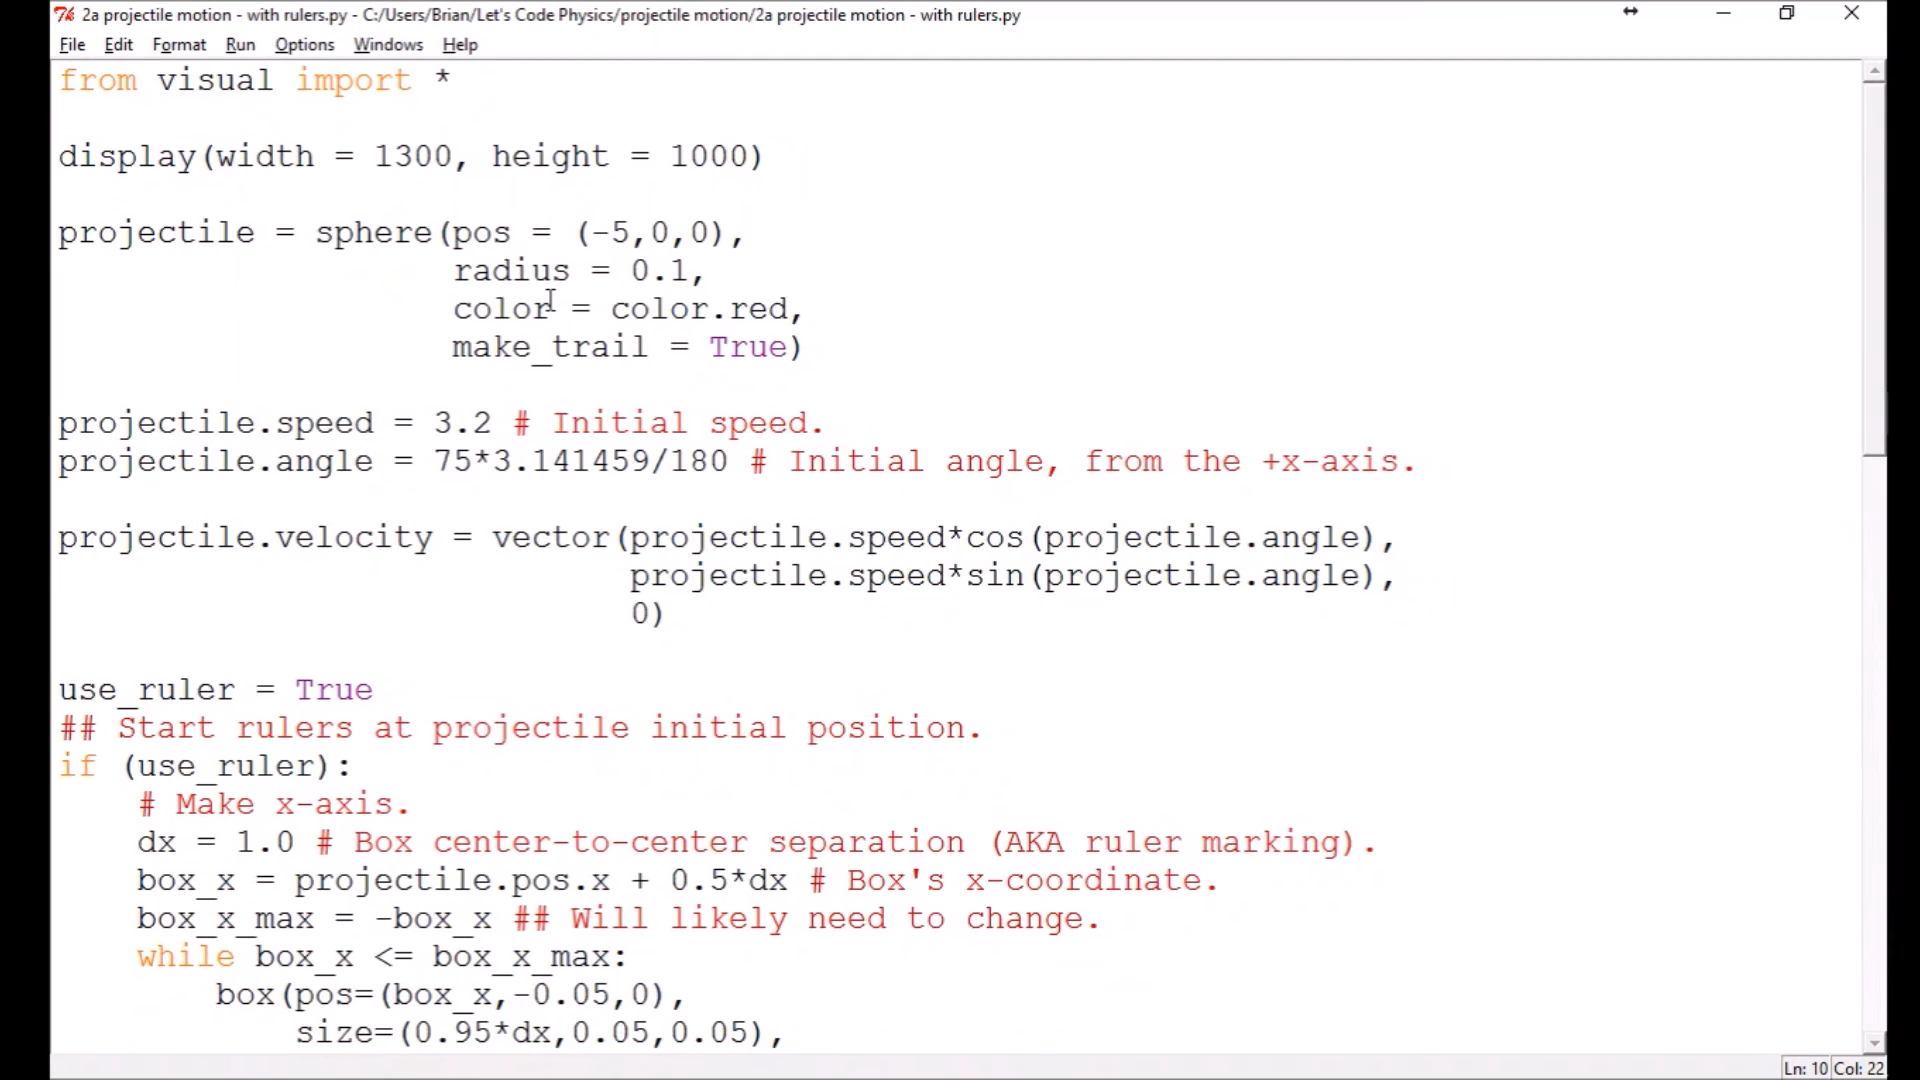 2a projectile motion - with rulers.py - C:/Users/Brian/Let's Code Physics/projectile motion/2a projectile motion - with rulers.py
File Edit Format Run Options Windows Help
from visual import *
display(width = 1300, height = 1000)
projectile = sphere(pos = (-5,0,0),
radius = 0.1,
color = color.red,
make_trail = True)
projectile.speed = 3.2 # Initial speed.
projectile.angle = 75*3.141459/180 # Initial angle, from the +x-axis.
projectile.velocity = vector(projectile.speed*cos(projectile.angle),
projectile.speed*sin(projectile.angle),
0)
use_ruler = True
## Start rulers at projectile initial position.
if (use_ruler):
# Make x-axis.
dx = 1.0 # Box center-to-center separation (AKA ruler marking).
box_x = projectile.pos.x + 0.5*dx # Box's x-coordinate.
box_x_max = -box_x ## Will likely need to change.
while box_x <= box_x_max:
box(pos=(box_x,-0.05,0),
size=(0.95*dx,0.05,0.05),
Ln: 10 Col: 22